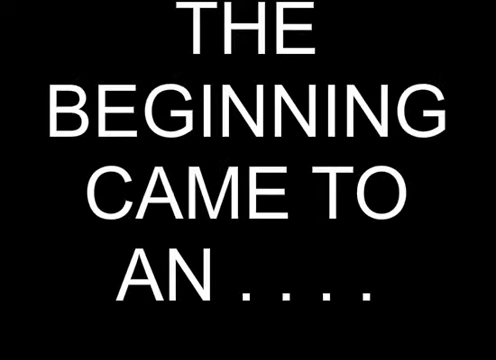 THE
BEGINNING
CAME TO
AN . . . .